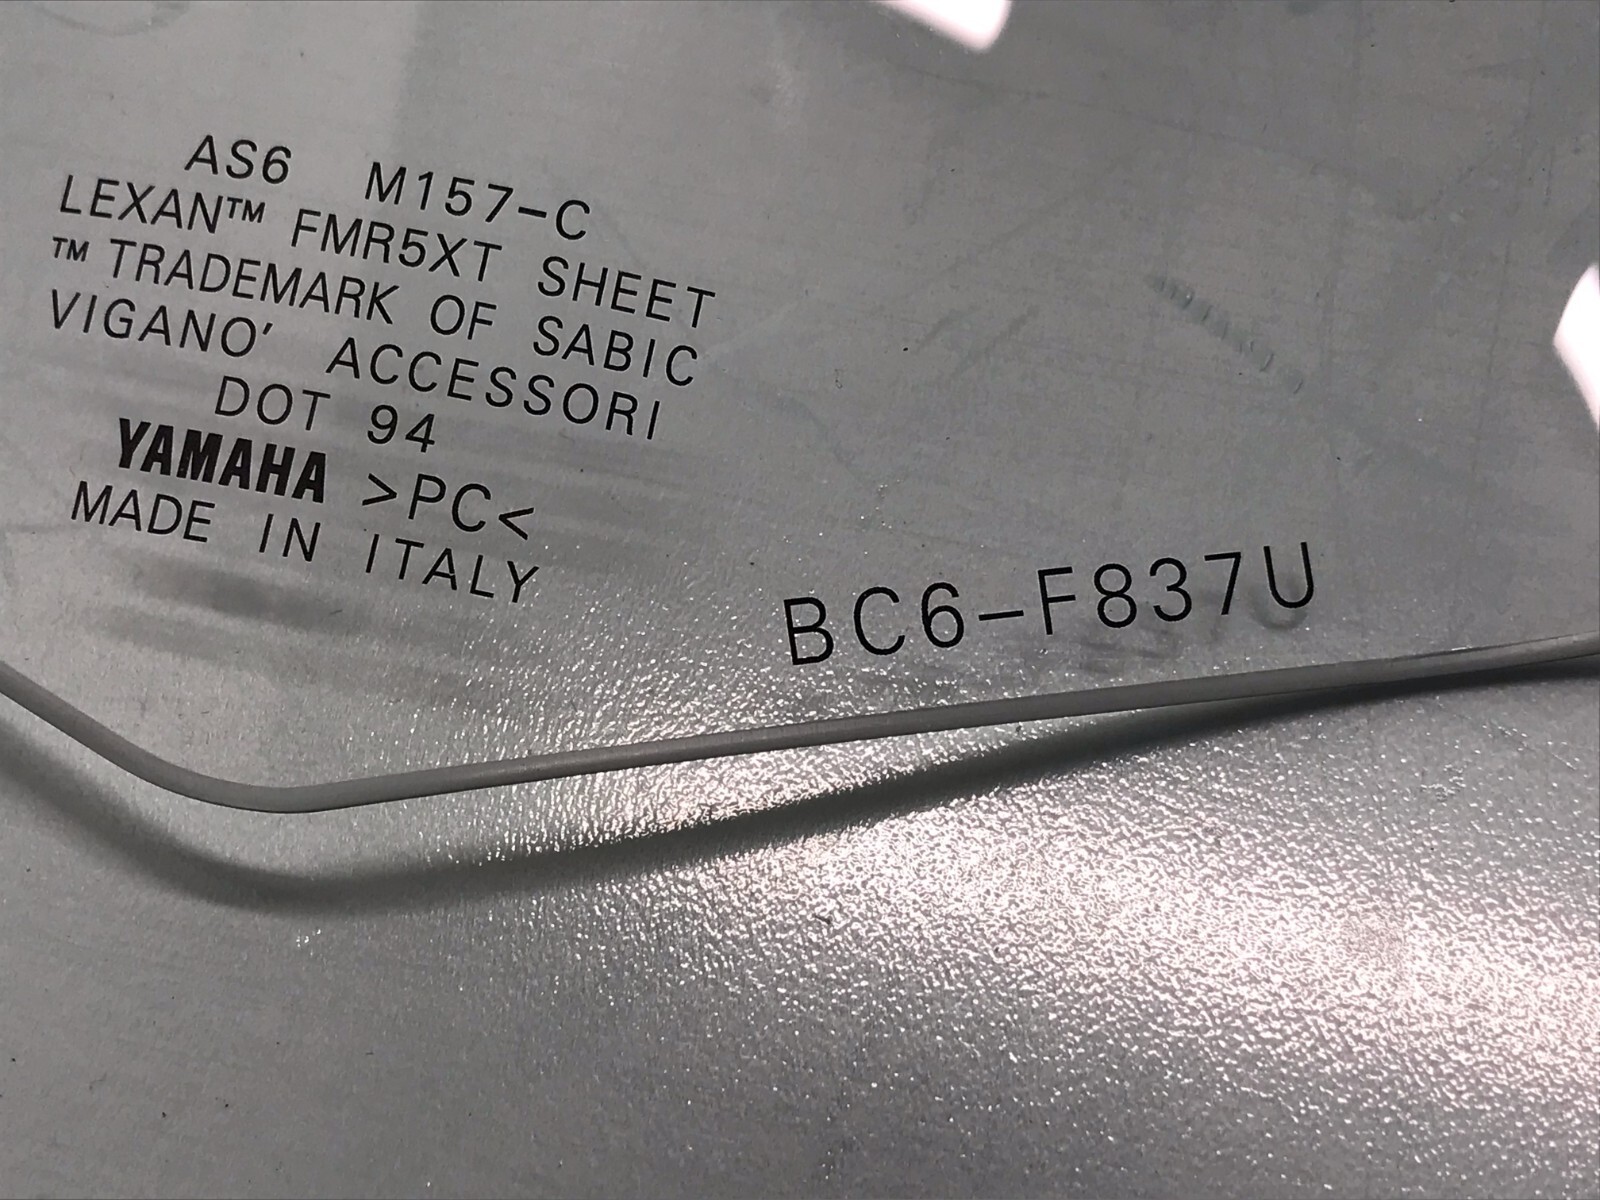 AS6 M157-C
LEXAN™ FMR5XT SHEET
™ TRADEMARK OF SABIC
VIGANO' ACCESSORI
DOT 94
YAMAHA >PC<
MADE IN ITALY
BC6-F837U